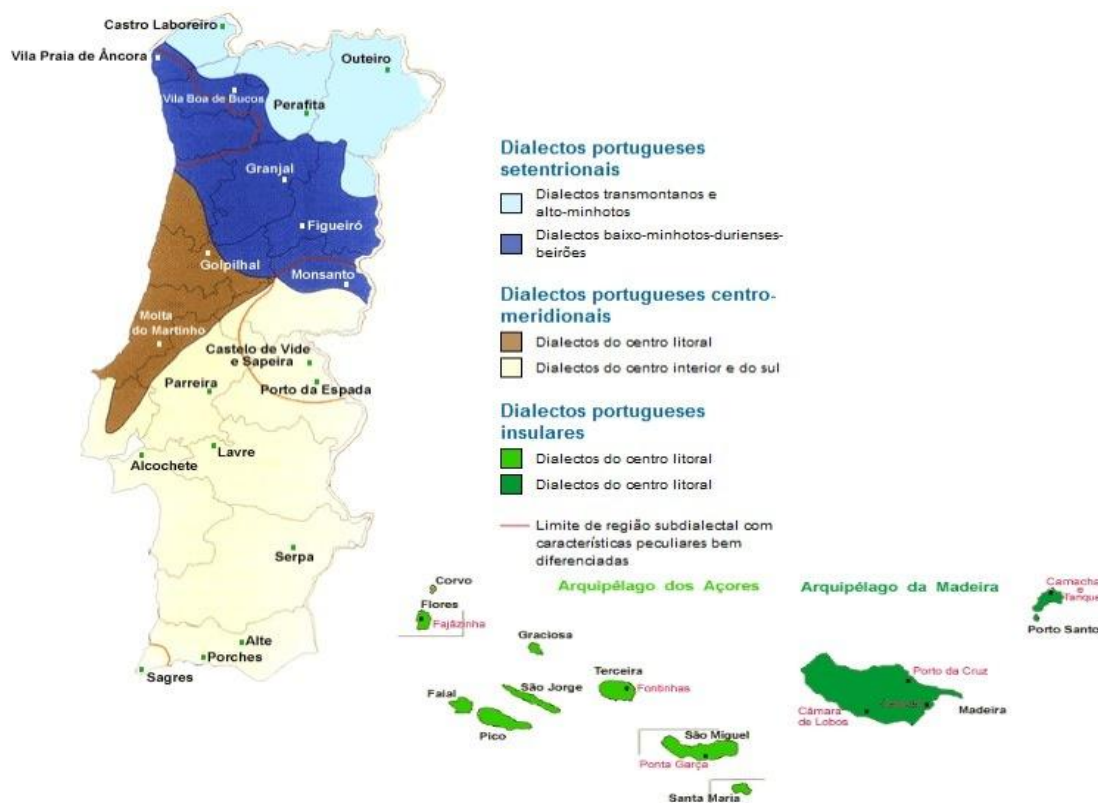 Castro Laboreiro
Vila Praia de Âncora
Outeiro
Vila Boa de Bucos
Perafita
Granjal
Figueiró
Golpilhal
Monsanto
Moita
do Martinho
Castelo de Vide
e Sapeira
Parreira
Porto da Espada
Lavre
Alcochete
Serpa
Alte
Porches
Sagres
Dialectos portugueses
setentrionais
Dialectos transmontanos e
alto-minhotos
Dialectos baixo-minhotos-durienses-
beirões
Dialectos portugueses centro-
meridionais
Dialectos do centro litoral
Dialectos do centro interior e do sul
Dialectos portugueses
insulares
Dialectos do centro litoral
Dialectos do centro litoral
Limite de região subdialectal com
características peculiares bem
diferenciadas
Arquipélago dos Açores
Corvo
Flores
Fajãzinha
Graciosa
Terceira
Fontinhas
São Jorge
Faial
Pico
São Miguel
Ponta Garça
Santa Maria
Arquipélago da Madeira
Camacha
e
Tanque
Porto Santo
Porto da Cruz
Câmara
de Lobos
Madeira